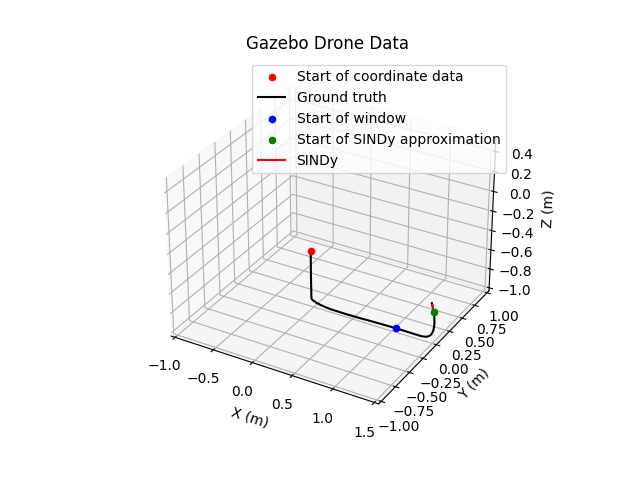 Gazebo Drone Data
Start of coordinate data
Ground truth
Start of window
Start of SINDy approximation
SINDy
0.4
0.2
0.0
−0.2
−0.4
−0.6
−0.8
−1.0
Z (m)
−1.0
−0.5
0.0
0.5
1.0
1.5
X (m)
1.00
0.75
0.50
0.25
0.00
−0.25
−0.50
−0.75
−1.00
Y (m)